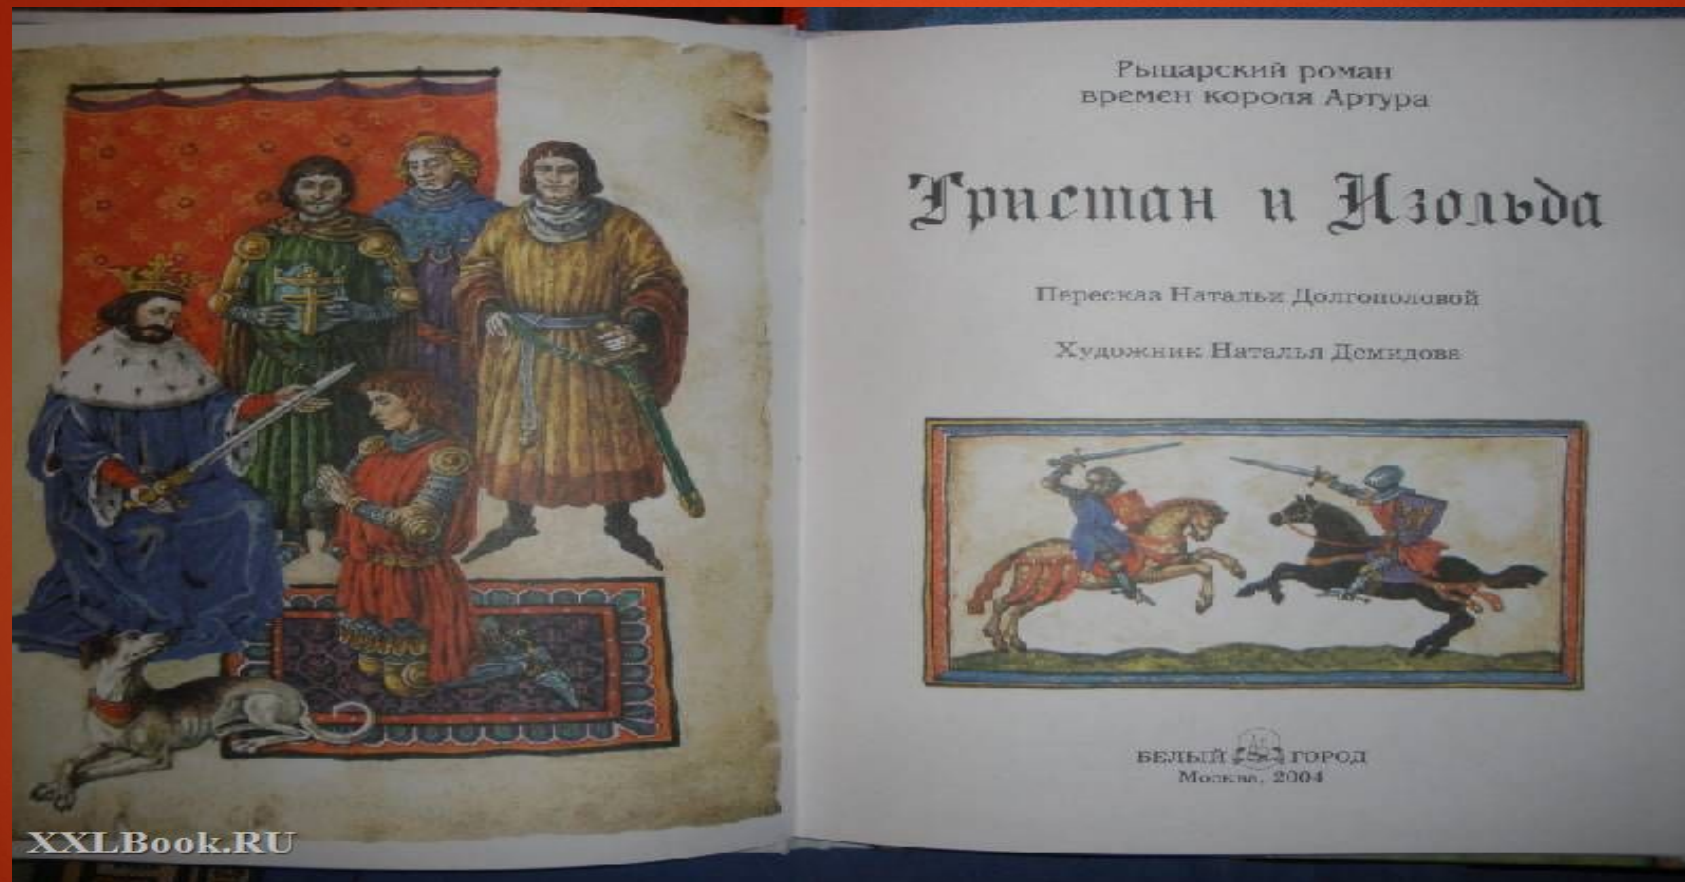 Рыцарский роман
времен короля Артура
Тристан и Изольда
Пересказ Натальи Долгополовой
Художник Наталья Демидова
БЕЛЫЙ ГОРОД
Москва, 2004
XXLBook.RU